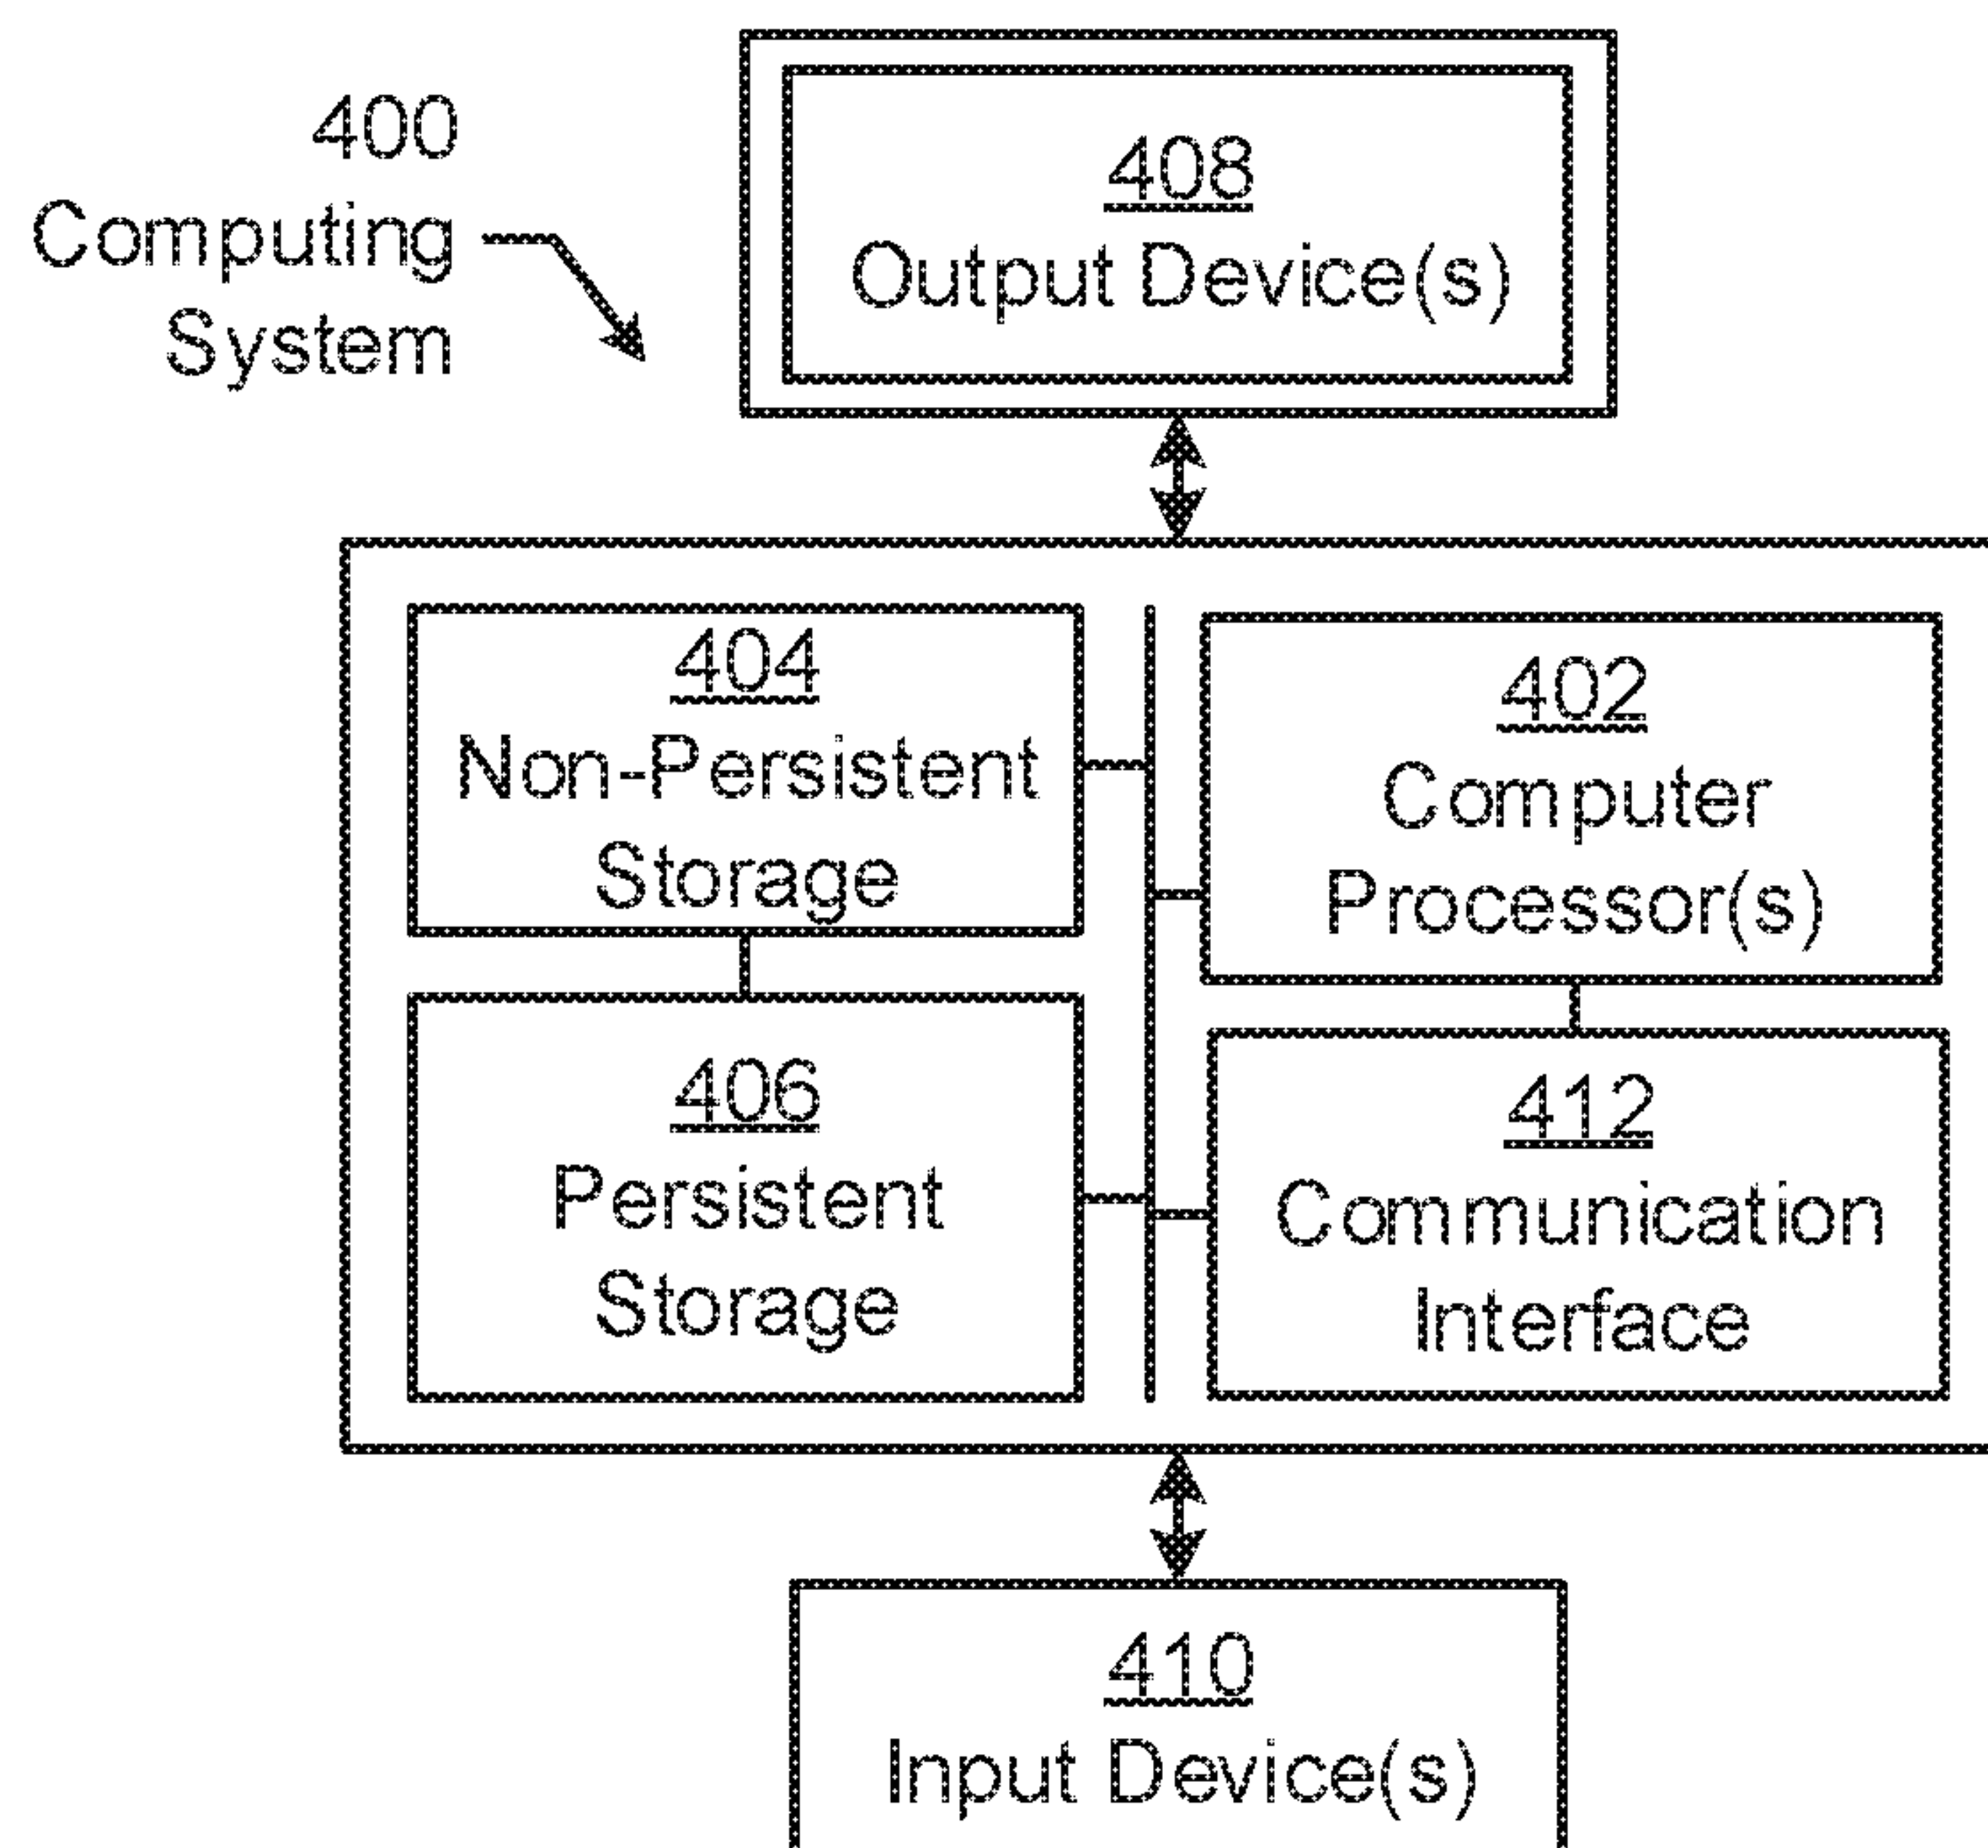 400
Computing
System
408
Output Device(s)
404
Non-Persistent
Storage
402
Computer
Processor(s)
406
Persistent
Storage
412
Communication
Interface
410
Input Device(s)